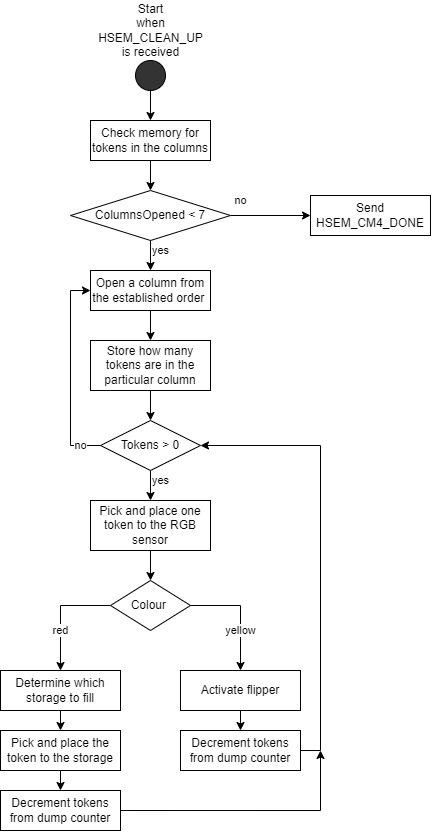 Start
when
HSEM_CLEAN_UP
is received
Check memory for
tokens in the columns
ColumnsOpened < 7
no
Send
HSEM_CM4_DONE
yes
Open a column from
the established order
Store how many
tokens are in the
particular column
Tokens > 0
no
yes
Pick and place one
token to the RGB
sensor
Colour
red
yellow
Determine which
storage to fill
Activate flipper
Pick and place the
token to the storage
Decrement tokens
from dump counter
Decrement tokens
from dump counter